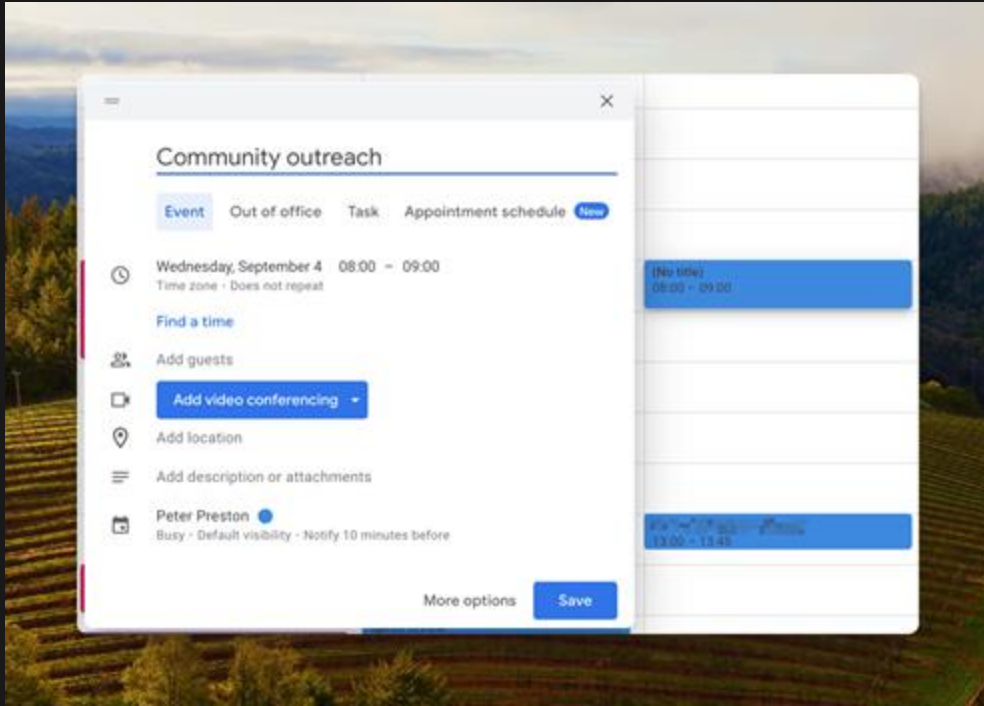 Community outreach
Event Out of office Task Appointment schedule New
Wednesday, September 4 08:00 – 09:00
Time zone · Does not repeat
Find a time
Add guests
Add video conferencing
Add location
Add description or attachments
Peter Preston
Busy · Default visibility · Notify 10 minutes before
More options Save
(No title)
08:00 – 09:00
13:00 – 13:45